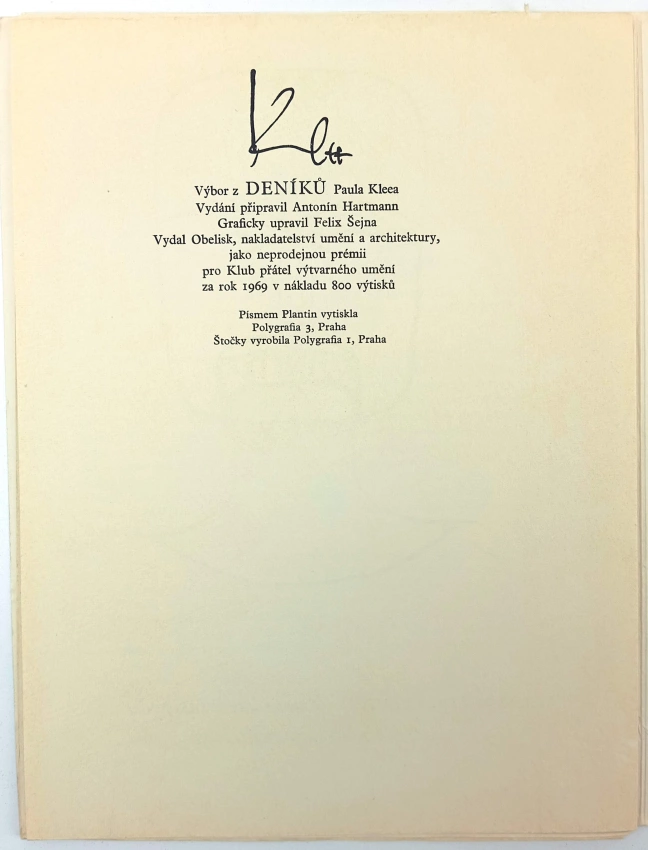 Klee
Výbor z DENÍKŮ Paula Kleea
Vydání připravil Antonín Hartmann
Graficky upravil Felix Šejna
Vydal Obelisk, nakladatelství umění a architektury,
jako neprodejnou prémii
pro Klub přátel výtvarného umění
za rok 1969 v nákladu 800 výtisků
Písmem Plantin vytiskla
Polygrafia 3, Praha
Štočky vyrobila Polygrafia 1, Praha